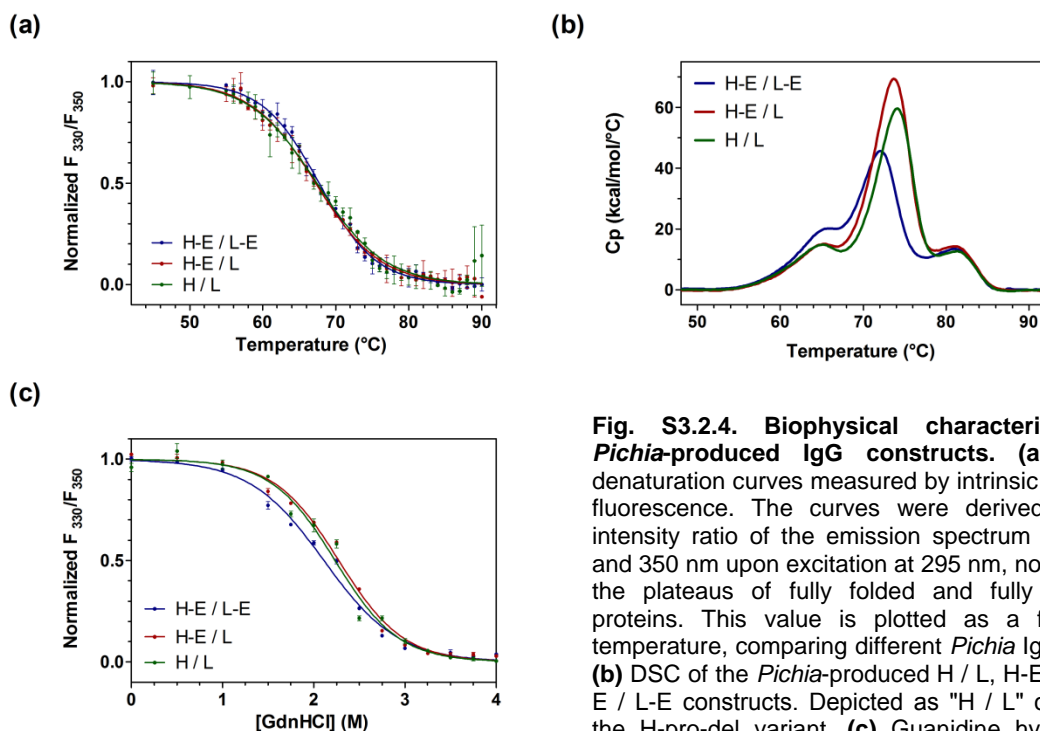 (a)
Normalized F 330/F350
1.0
0.5
0.0
H-E / L-E
H-E / L
H / L
50 60 70 80 90
Temperature (°C)
(b)
Cp (kcal/mol/°C)
60
40
20
0
H-E / L-E
H-E / L
H / L
50 60 70 80 90
Temperature (°C)
(c)
Normalized F 330/F350
1.0
0.5
0.0
H-E / L-E
H-E / L
H / L
0 1 2 3 4
[GdnHCl] (M)
Fig. S3.2.4. Biophysical characteri
Pichia-produced IgG constructs. (a
denaturation curves measured by intrinsic
fluorescence. The curves were derived
intensity ratio of the emission spectrum
and 350 nm upon excitation at 295 nm, no
the plateaus of fully folded and fully
proteins. This value is plotted as a f
temperature, comparing different Pichia Ig
(b) DSC of the Pichia-produced H / L, H-E
E / L-E constructs. Depicted as "H / L"
the H-pro-del variant. (c) Guanidine hy